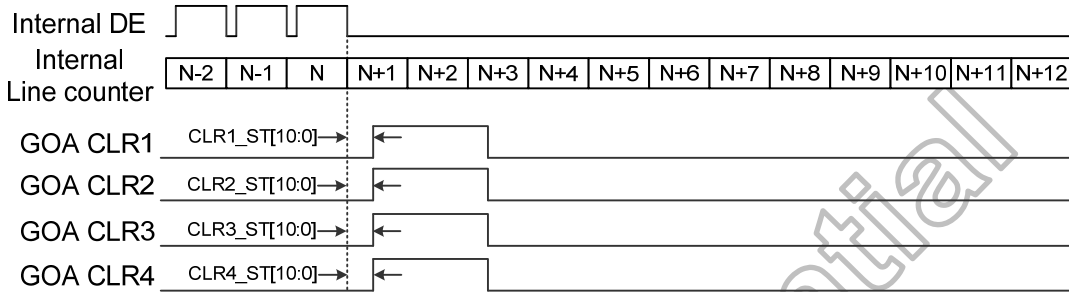 Internal DE
Internal
Line counter
N-2 N-1 N N+1 N+2 N+3 N+4 N+5 N+6 N+7 N+8 N+9 N+10 N+11 N+12
GOA CLR1 CLR1_ST[10:0]
GOA CLR2 CLR2_ST[10:0]
GOA CLR3 CLR3_ST[10:0]
GOA CLR4 CLR4_ST[10:0]
ntial